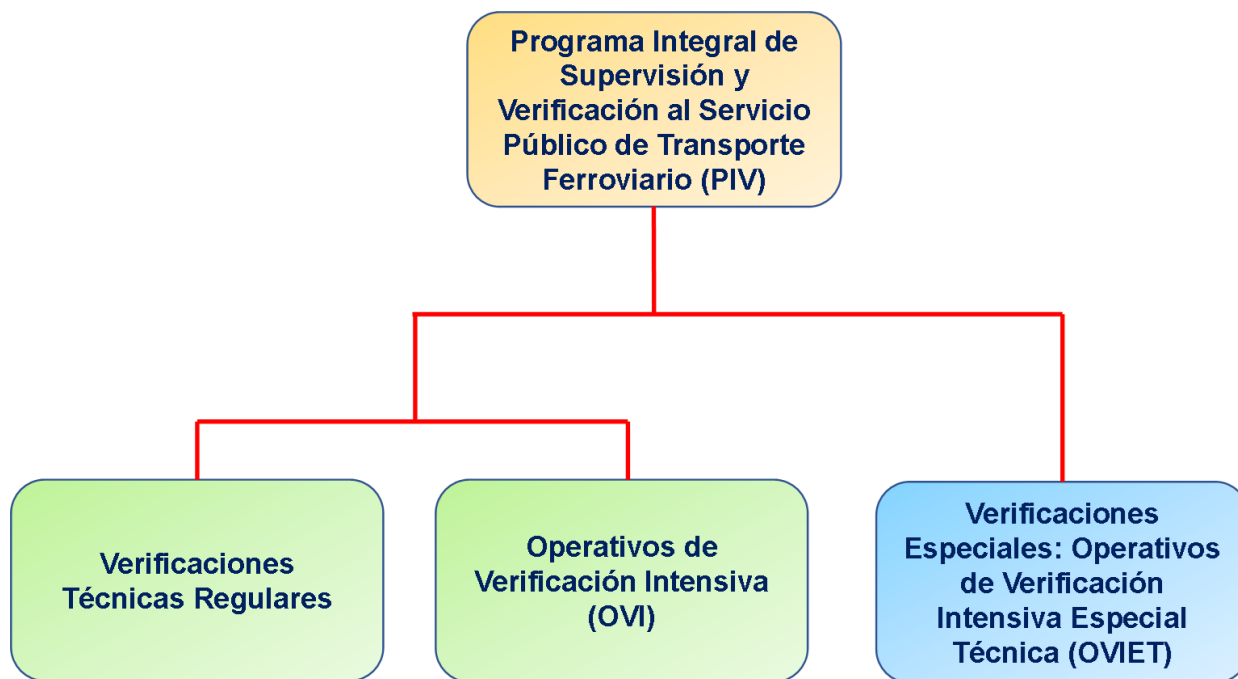 Programa Integral de
Supervisión y
Verificación al Servicio
Público de Transporte
Ferroviario (PIV)
Verificaciones
Técnicas Regulares
Operativos de
Verificación Intensiva
(OVI)
Verificaciones
Especiales: Operativos
de Verificación
Intensiva Especial
Técnica (OVIET)